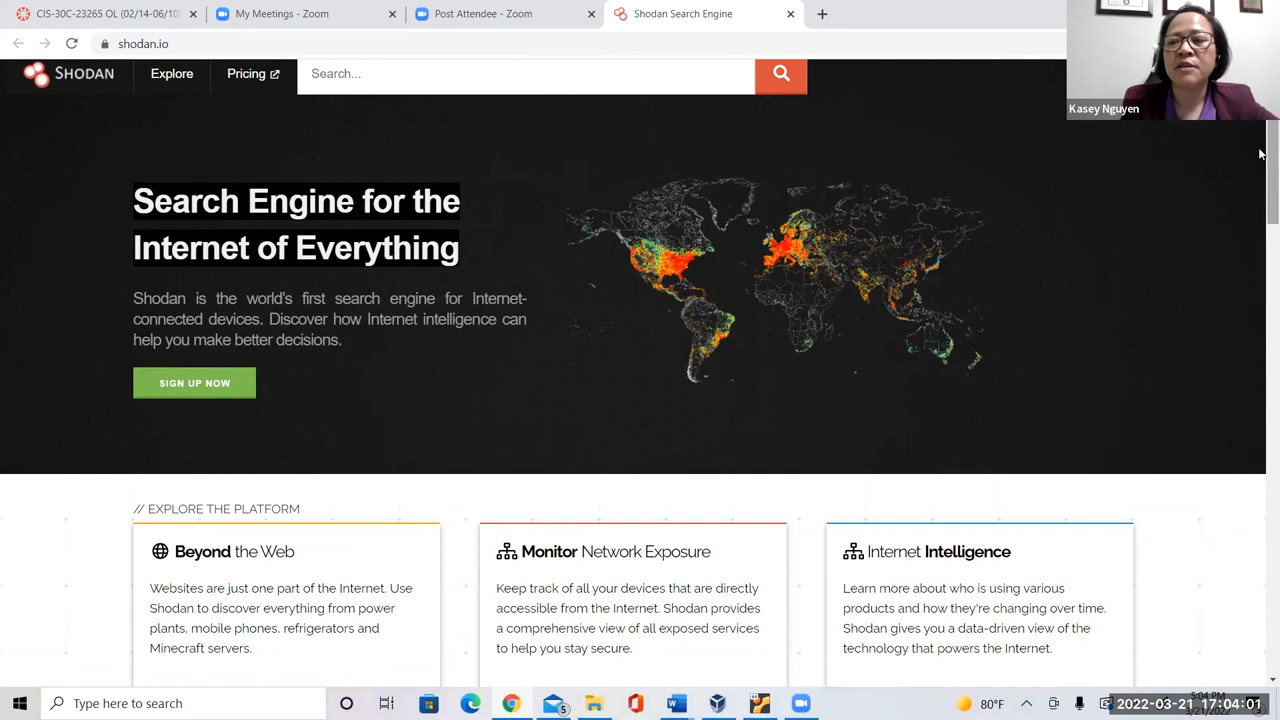 CIS-30C-23265 OL (02/14-06/10)
My Meetings - Zoom
Post Attendee - Zoom
Shodan Search Engine
shodan.io
Kasey Nguyen
SHODAN
Explore
Pricing
Search...
Search Engine for the
Internet of Everything
Shodan is the world's first search engine for Internet-
connected devices. Discover how Internet intelligence can
help you make better decisions.
SIGN UP NOW
// EXPLORE THE PLATFORM
Beyond the Web
Websites are just one part of the Internet. Use
Shodan to discover everything from power
plants, mobile phones, refrigerators and
Minecraft servers.
Monitor Network Exposure
Keep track of all your devices that are directly
accessible from the Internet. Shodan provides
a comprehensive view of all exposed services
to help you stay secure.
Internet Intelligence
Learn more about who is using various
products and how they're changing over time.
Shodan gives you a data-driven view of the
technology that powers the Internet.
Type here to search
5
80°F
5:04 PM
2022-03-21 17:04:01
3/21/2022